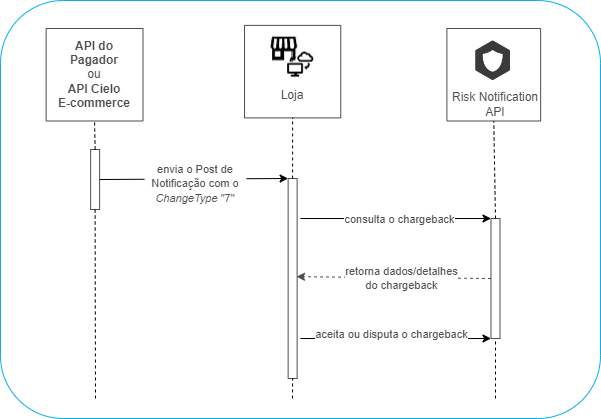 API do
Pagador
ou
API Cielo
E-commerce
Loja
Risk Notification
API
envia o Post de
Notificação com o
ChangeType "7"
consulta o chargeback
retorna dados/detalhes
do chargeback
aceita ou disputa o chargeback